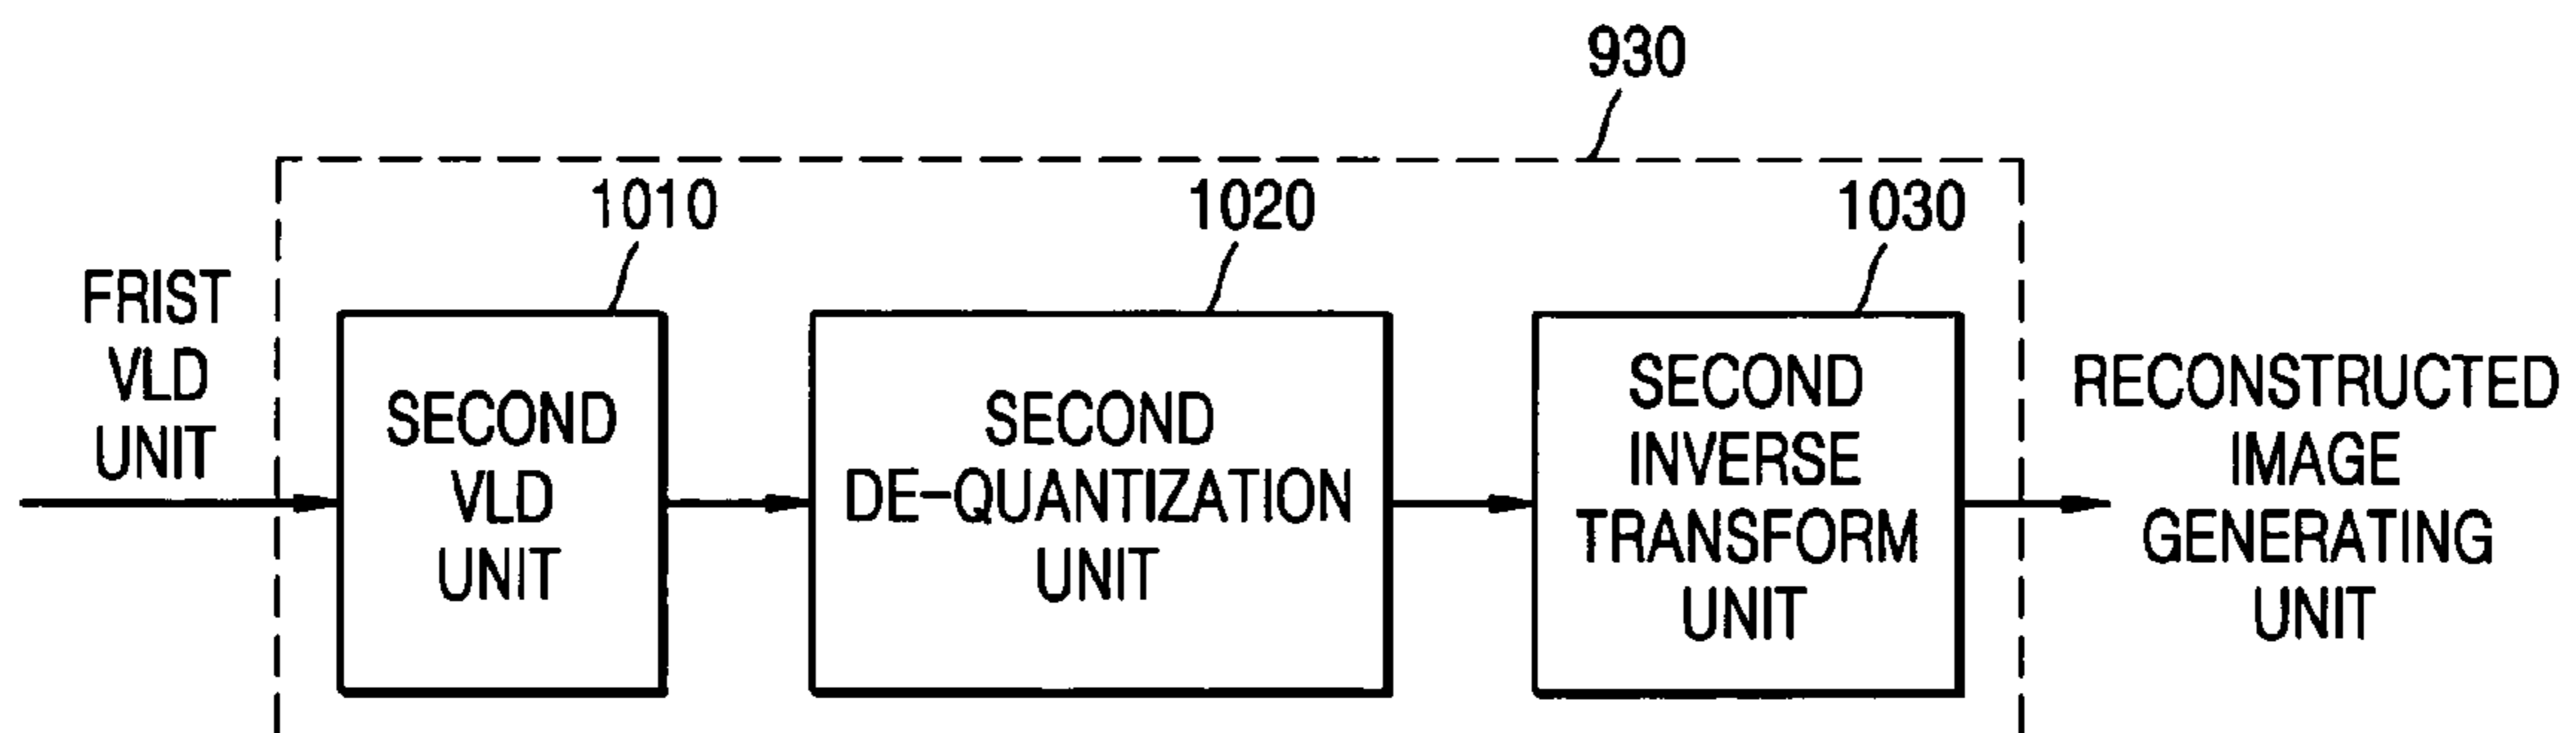 930
1010
1020
1030
FRIST
VLD
UNIT
SECOND
VLD
UNIT
SECOND
DE-QUANTIZATION
UNIT
SECOND
INVERSE
TRANSFORM
UNIT
RECONSTRUCTED
IMAGE
GENERATING
UNIT